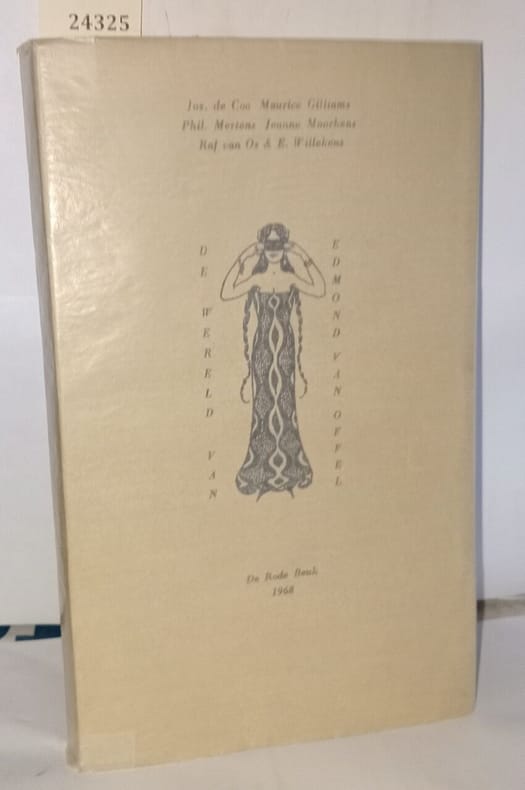 24325
Jos. de Coo Maurice Gilliams
Phil. Mertens Jeanne Moorkens
Raf van Os & E. Willekens
DE WERELD VAN
EDMOND VAN OFFEL
De Rode Beuk
1968